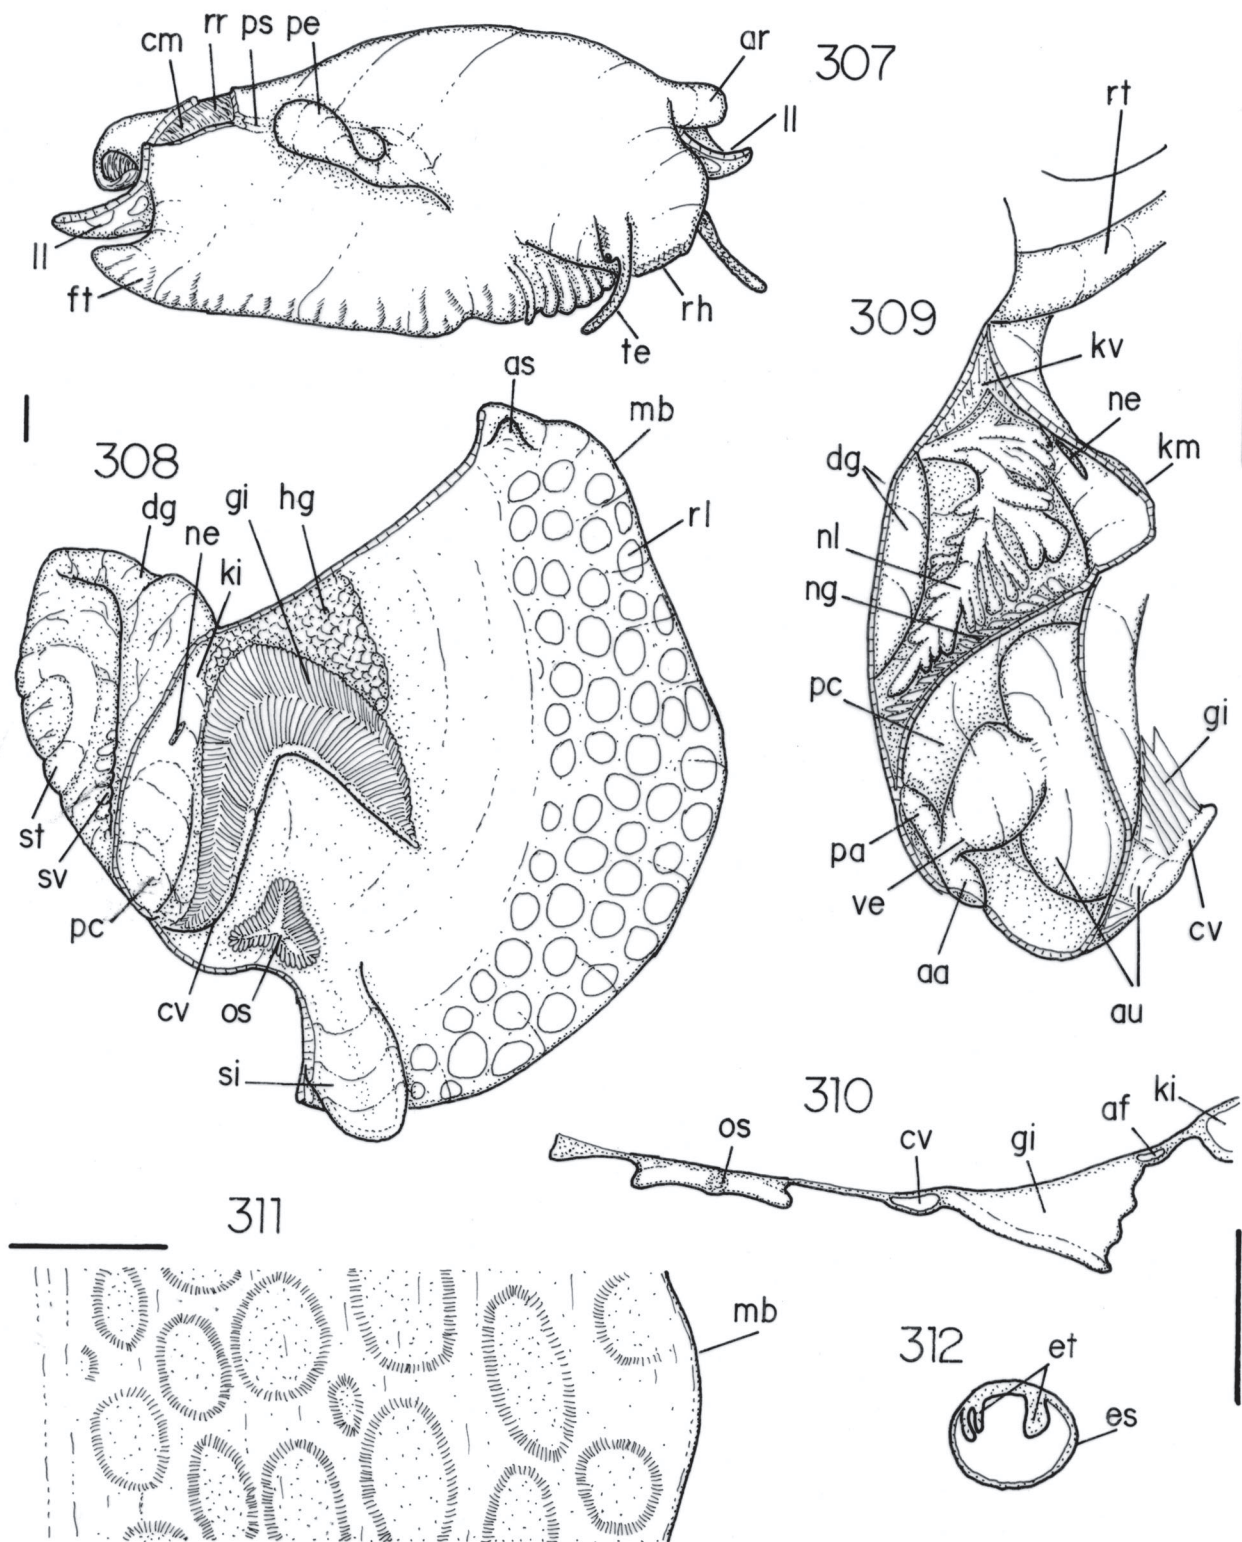 307
cm rr ps pe
ar
ll
ll
ft
te
rh
308
as
mb
dg
ne
ki
gi
hg
rl
st
sv
pc
cv
os
si
309
rt
kv
ne
km
dg
nl
ng
pc
gi
pa
ve
aa
au
cv
310
os
cv
gi
af
ki
311
mb
312
et
es